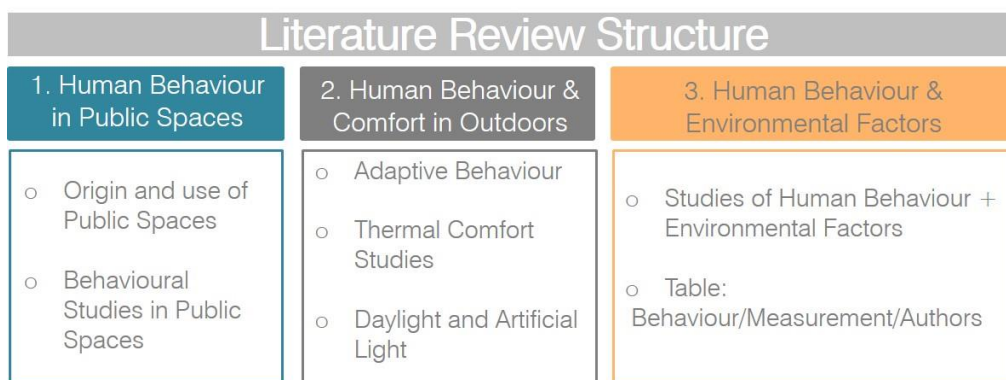 Literature Review Structure
1. Human Behaviour
in Public Spaces
o Origin and use of
Public Spaces
o Behavioural
Studies in Public
Spaces
2. Human Behaviour &
Comfort in Outdoors
o Adaptive Behaviour
o Thermal Comfort
Studies
o Daylight and Artificial
Light
3. Human Behaviour &
Environmental Factors
o Studies of Human Behaviour +
Environmental Factors
o Table:
Behaviour/Measurement/Authors